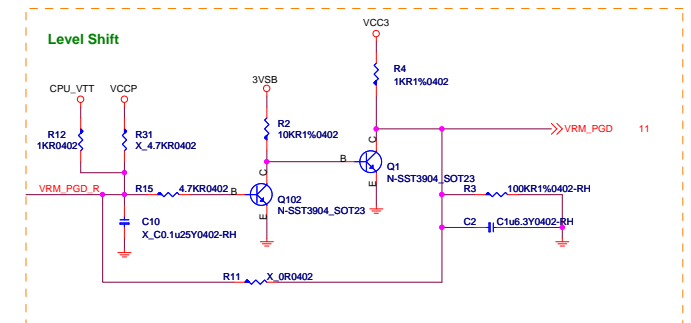 Level Shift
VCC3
R4
1KR1%0402
CPU_VTT
VCCP
3VSB
R12
1KR0402
R31
X_4.7KR0402
R2
10KR1%0402
C
VRM_PGD
11
B
Q1
N-SST3904_SOT23
E
C
VRM_PGD_R
R15
4.7KR0402
B
Q102
N-SST3904_SOT23
E
R3
100KR1%0402-RH
C10
X_C0.1u25Y0402-RH
C2
C1u6.3Y0402-RH
R11
X_0R0402